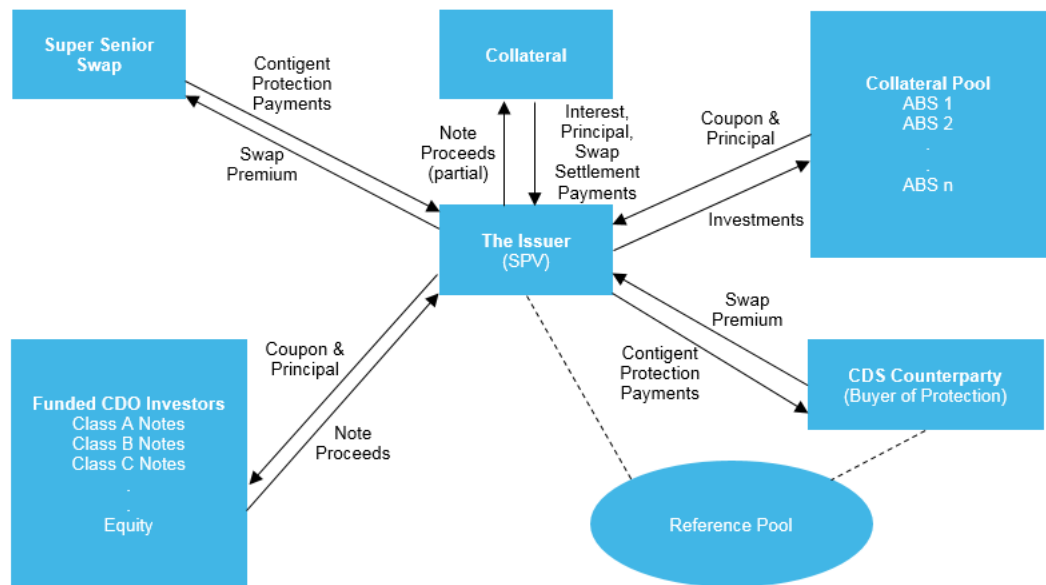 Super Senior
Swap
Contigent
Protection
Payments
Swap
Premium
Collateral
Note
Proceeds
(partial)
Interest,
Principal,
Swap
Settlement
Payments
Collateral Pool
ABS 1
ABS 2
.
.
ABS n
Coupon &
Principal
Investments
The Issuer
(SPV)
Swap
Premium
Contigent
Protection
Payments
CDS Counterparty
(Buyer of Protection)
Coupon &
Principal
Note
Proceeds
Funded CDO Investors
Class A Notes
Class B Notes
Class C Notes
.
.
Equity
Reference Pool